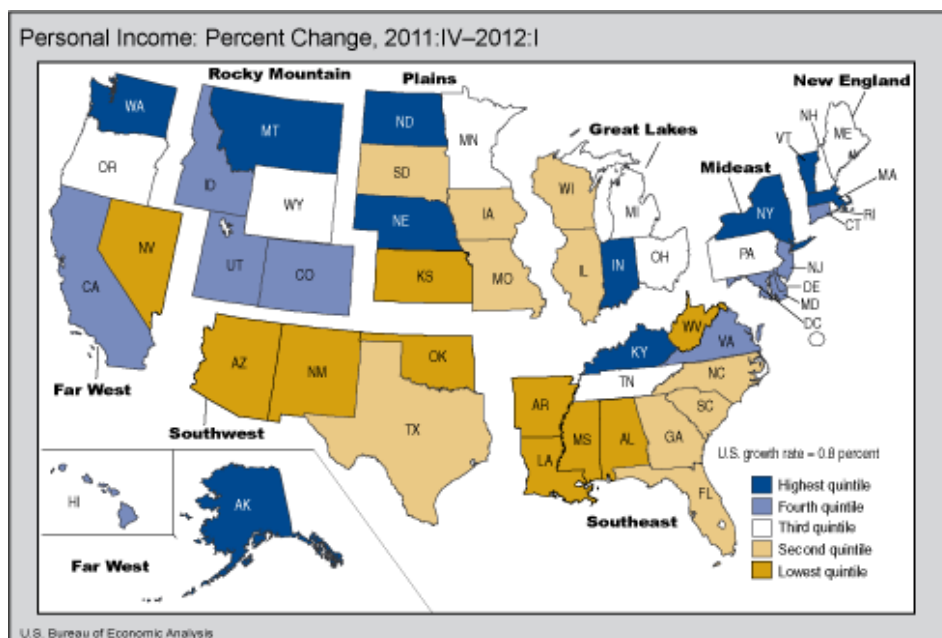 Personal Income: Percent Change, 2011:IV–2012:I
Rocky Mountain
Plains
New England
Great Lakes
Mideast
WA
MT
ND
MN
NH
VT
ME
OR
ID
SD
WI
MA
WY
NY
MI
RI
CT
NE
IA
NV
PA
CA
UT
CO
IL
IN
OH
NJ
KS
MO
DE
MD
WV
DC
KY
VA
Far West
AZ
NM
OK
TN
NC
AR
SC
TX
MS
AL
GA
Southwest
LA
U.S. growth rate = 0.8 percent
HI
AK
FL
Highest quintile
Fourth quintile
Third quintile
Southeast
Second quintile
Far West
Lowest quintile
U.S. Bureau of Economic Analysis